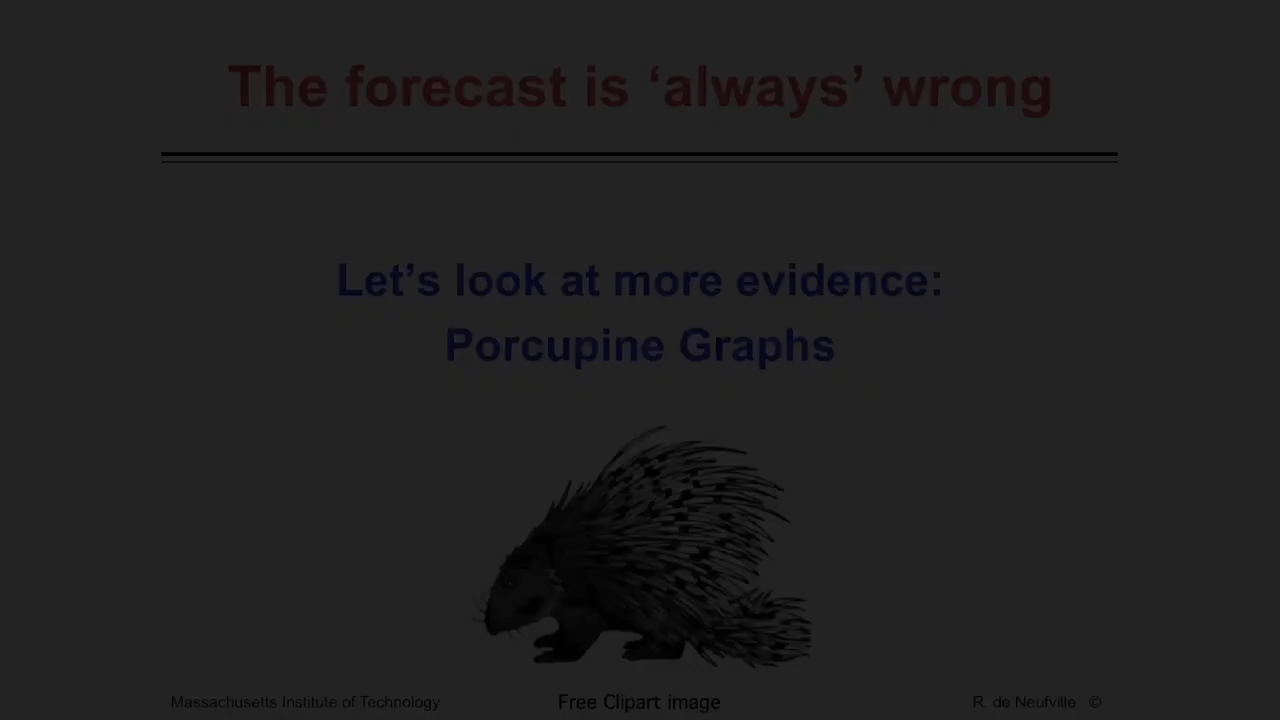 The forecast is ‘always’ wrong
Let’s look at more evidence:
Porcupine Graphs
Massachusetts Institute of Technology
Free Clipart image
R. de Neufville ©